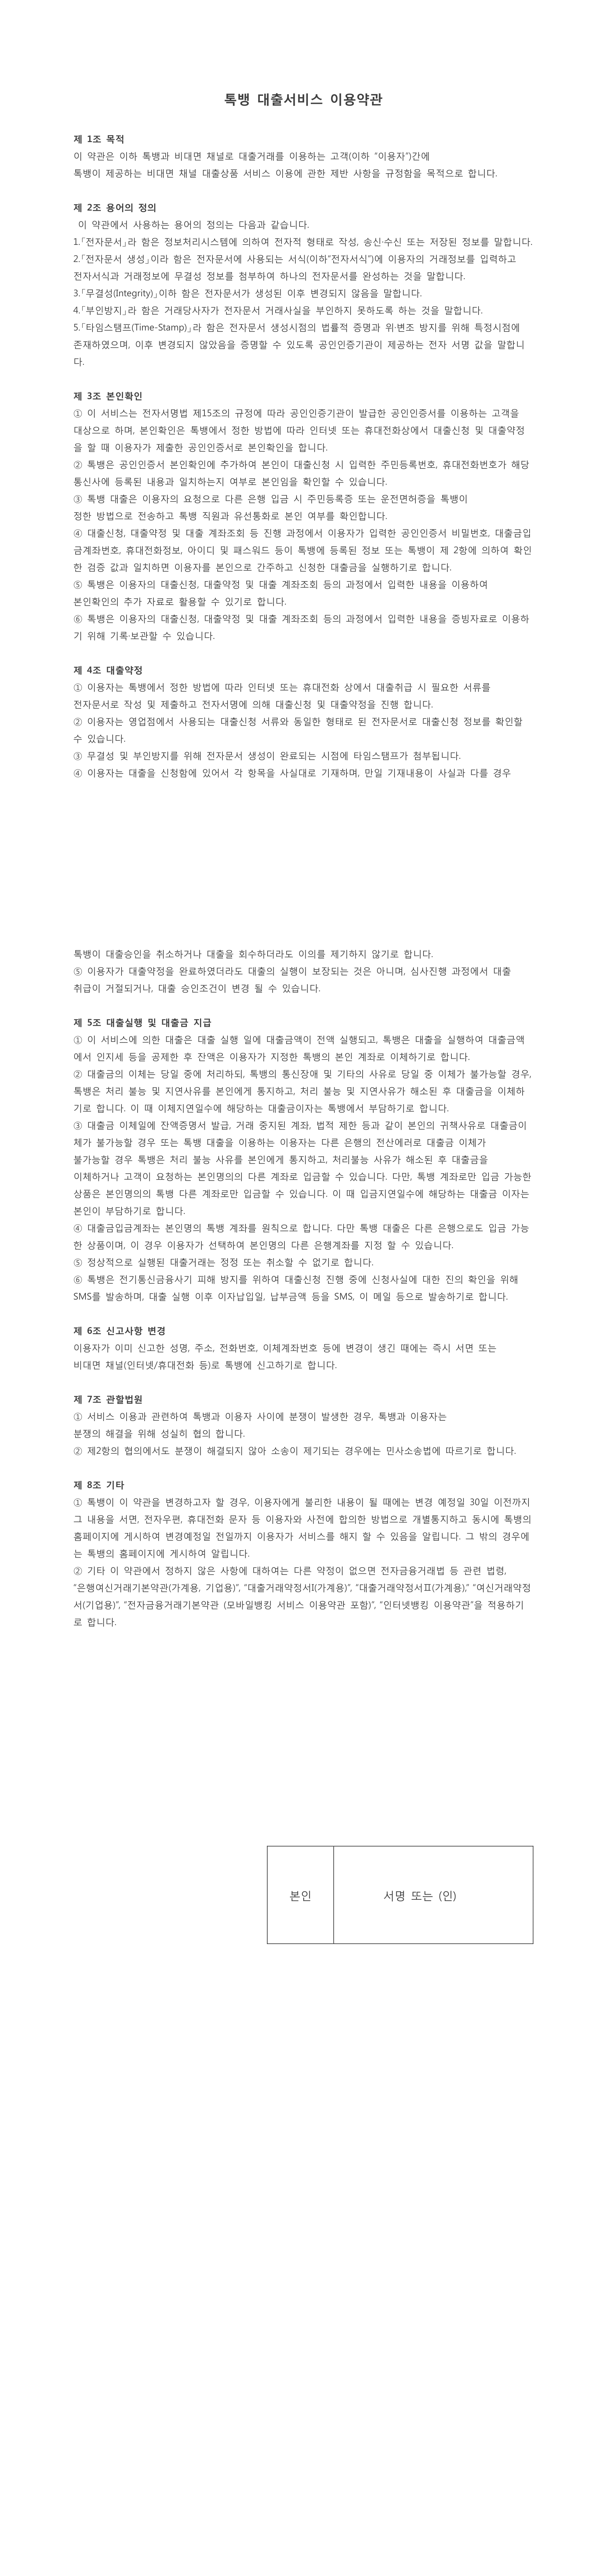 톡뱅 대출서비스 이용약관
제 1조 목적
이 약관은 이하 톡뱅과 비대면 채널로 대출거래를 이용하는 고객(이하 “이용자”)간에
톡뱅이 제공하는 비대면 채널 대출상품 서비스 이용에 관한 제반 사항을 규정함을 목적으로 합니다.
제 2조 용어의 정의
이 약관에서 사용하는 용어의 정의는 다음과 같습니다.
1.「전자문서」라 함은 정보처리시스템에 의하여 전자적 형태로 작성, 송신·수신 또는 저장된 정보를 말합니다.
2.「전자문서 생성」이라 함은 전자문서에 사용되는 서식(이하“전자서식”)에 이용자의 거래정보를 입력하고
전자서식과 거래정보에 무결성 정보를 첨부하여 하나의 전자문서를 완성하는 것을 말합니다.
3.「무결성(Integrity)」이하 함은 전자문서가 생성된 이후 변경되지 않음을 말합니다.
4.「부인방지」라 함은 거래당사자가 전자문서 거래사실을 부인하지 못하도록 하는 것을 말합니다.
5.「타임스탬프(Time-Stamp)」라 함은 전자문서 생성시점의 법률적 증명과 위·변조 방지를 위해 특정시점에
존재하였으며, 이후 변경되지 않았음을 증명할 수 있도록 공인인증기관이 제공하는 전자 서명 값을 말합니
다.
제 3조 본인확인
① 이 서비스는 전자서명법 제15조의 규정에 따라 공인인증기관이 발급한 공인인증서를 이용하는 고객을
대상으로 하며, 본인확인은 톡뱅에서 정한 방법에 따라 인터넷 또는 휴대전화상에서 대출신청 및 대출약정
을 할 때 이용자가 제출한 공인인증서로 본인확인을 합니다.
② 톡뱅은 공인인증서 본인확인에 추가하여 본인이 대출신청 시 입력한 주민등록번호, 휴대전화번호가 해당
통신사에 등록된 내용과 일치하는지 여부로 본인임을 확인할 수 있습니다.
③ 톡뱅 대출은 이용자의 요청으로 다른 은행 입금 시 주민등록증 또는 운전면허증을 톡뱅이
정한 방법으로 전송하고 톡뱅 직원과 유선통화로 본인 여부를 확인합니다.
④ 대출신청, 대출약정 및 대출 계좌조회 등 진행 과정에서 이용자가 입력한 공인인증서 비밀번호, 대출금입
금계좌번호, 휴대전화정보, 아이디 및 패스워드 등이 톡뱅에 등록된 정보 또는 톡뱅이 제 2항에 의하여 확인
한 검증 값과 일치하면 이용자를 본인으로 간주하고 신청한 대출금을 실행하기로 합니다.
⑤ 톡뱅은 이용자의 대출신청, 대출약정 및 대출 계좌조회 등의 과정에서 입력한 내용을 이용하여
본인확인의 추가 자료로 활용할 수 있기로 합니다.
⑥ 톡뱅은 이용자의 대출신청, 대출약정 및 대출 계좌조회 등의 과정에서 입력한 내용을 증빙자료로 이용하
기 위해 기록·보관할 수 있습니다.
제 4조 대출약정
① 이용자는 톡뱅에서 정한 방법에 따라 인터넷 또는 휴대전화 상에서 대출취급 시 필요한 서류를
전자문서로 작성 및 제출하고 전자서명에 의해 대출신청 및 대출약정을 진행 합니다.
② 이용자는 영업점에서 사용되는 대출신청 서류와 동일한 형태로 된 전자문서로 대출신청 정보를 확인할
수 있습니다.
③ 무결성 및 부인방지를 위해 전자문서 생성이 완료되는 시점에 타임스탬프가 첨부됩니다.
④ 이용자는 대출을 신청함에 있어서 각 항목을 사실대로 기재하며, 만일 기재내용이 사실과 다를 경우
톡뱅이 대출승인을 취소하거나 대출을 회수하더라도 이의를 제기하지 않기로 합니다.
⑤ 이용자가 대출약정을 완료하였더라도 대출의 실행이 보장되는 것은 아니며, 심사진행 과정에서 대출
취급이 거절되거나, 대출 승인조건이 변경 될 수 있습니다.
제 5조 대출실행 및 대출금 지급
① 이 서비스에 의한 대출은 대출 실행 일에 대출금액이 전액 실행되고, 톡뱅은 대출을 실행하여 대출금액
에서 인지세 등을 공제한 후 잔액은 이용자가 지정한 톡뱅의 본인 계좌로 이체하기로 합니다.
② 대출금의 이체는 당일 중에 처리하되, 톡뱅의 통신장애 및 기타의 사유로 당일 중 이체가 불가능할 경우,
톡뱅은 처리 불능 및 지연사유를 본인에게 통지하고, 처리 불능 및 지연사유가 해소된 후 대출금을 이체하
기로 합니다. 이 때 이체지연일수에 해당하는 대출금이자는 톡뱅에서 부담하기로 합니다.
③ 대출금 이체일에 잔액증명서 발급, 거래 중지된 계좌, 법적 제한 등과 같이 본인의 귀책사유로 대출금이
체가 불가능할 경우 또는 톡뱅 대출을 이용하는 이용자는 다른 은행의 전산에러로 대출금 이체가
불가능할 경우 톡뱅은 처리 불능 사유를 본인에게 통지하고, 처리불능 사유가 해소된 후 대출금을
이체하거나 고객이 요청하는 본인명의의 다른 계좌로 입금할 수 있습니다. 다만, 톡뱅 계좌로만 입금 가능한
상품은 본인명의의 톡뱅 다른 계좌로만 입금할 수 있습니다. 이 때 입금지연일수에 해당하는 대출금 이자는
본인이 부담하기로 합니다.
④ 대출금입금계좌는 본인명의 톡뱅 계좌를 원칙으로 합니다. 다만 톡뱅 대출은 다른 은행으로도 입금 가능
한 상품이며, 이 경우 이용자가 선택하여 본인명의 다른 은행계좌를 지정 할 수 있습니다.
⑤ 정상적으로 실행된 대출거래는 정정 또는 취소할 수 없기로 합니다.
⑥ 톡뱅은 전기통신금융사기 피해 방지를 위하여 대출신청 진행 중에 신청사실에 대한 진의 확인을 위해
SMS를 발송하며, 대출 실행 이후 이자납입일, 납부금액 등을 SMS, 이 메일 등으로 발송하기로 합니다.
제 6조 신고사항 변경
이용자가 이미 신고한 성명, 주소, 전화번호, 이체계좌번호 등에 변경이 생긴 때에는 즉시 서면 또는
비대면 채널(인터넷/휴대전화 등)로 톡뱅에 신고하기로 합니다.
제 7조 관할법원
① 서비스 이용과 관련하여 톡뱅과 이용자 사이에 분쟁이 발생한 경우, 톡뱅과 이용자는
분쟁의 해결을 위해 성실히 협의 합니다.
② 제2항의 협의에서도 분쟁이 해결되지 않아 소송이 제기되는 경우에는 민사소송법에 따르기로 합니다.
제 8조 기타
① 톡뱅이 이 약관을 변경하고자 할 경우, 이용자에게 불리한 내용이 될 때에는 변경 예정일 30일 이전까지
그 내용을 서면, 전자우편, 휴대전화 문자 등 이용자와 사전에 합의한 방법으로 개별통지하고 동시에 톡뱅의
홈페이지에 게시하여 변경예정일 전일까지 이용자가 서비스를 해지 할 수 있음을 알립니다. 그 밖의 경우에
는 톡뱅의 홈페이지에 게시하여 알립니다.
② 기타 이 약관에서 정하지 않은 사항에 대하여는 다른 약정이 없으면 전자금융거래법 등 관련 법령,
“은행여신거래기본약관(가계용, 기업용)”, “대출거래약정서Ⅰ(가계용)”, “대출거래약정서Ⅱ(가계용),” “여신거래약정
서(기업용)”, “전자금융거래기본약관 (모바일뱅킹 서비스 이용약관 포함)”, “인터넷뱅킹 이용약관”을 적용하기
로 합니다.
본인
서명 또는 (인)